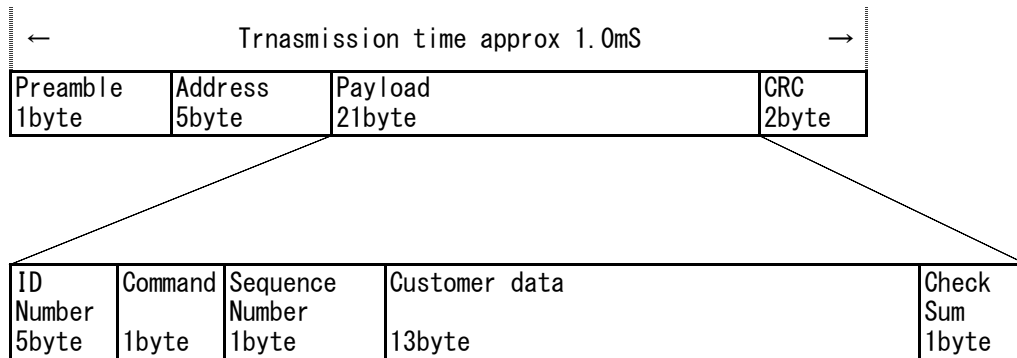 ← Trnasmission time approx 1.0mS →
Preamble Address Payload CRC
1byte 5byte 21byte 2byte
ID Command Sequence Customer data Check
Number Number Sum
5byte 1byte 1byte 13byte 1byte